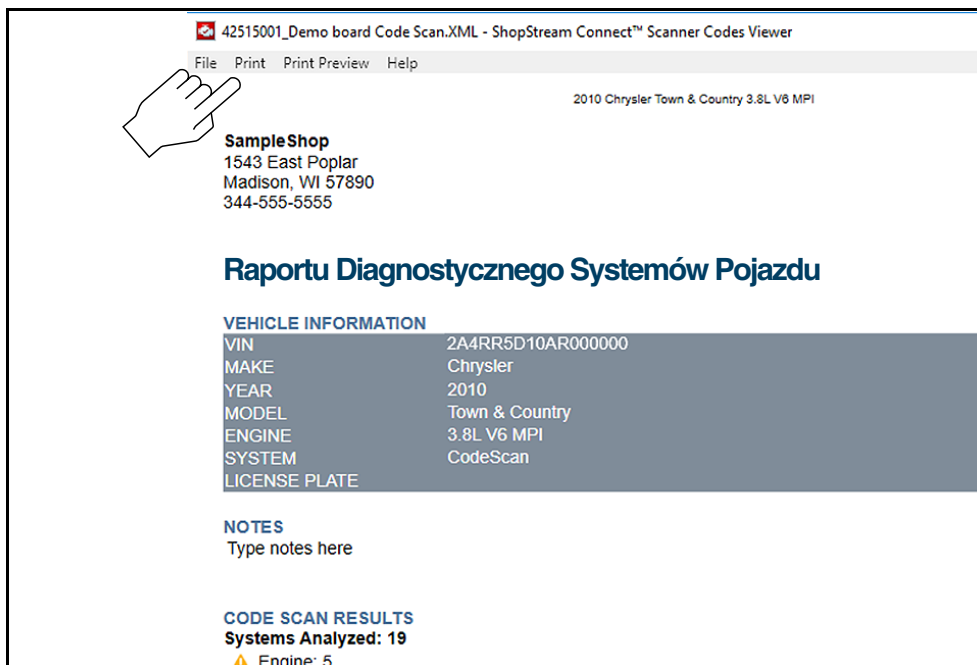 42515001_Demo board Code Scan.XML - ShopStream Connect™ Scanner Codes Viewer
File Print Print Preview Help
2010 Chrysler Town & Country 3.8L V6 MPI
SampleShop
1543 East Poplar
Madison, WI 57890
344-555-5555
Raportu Diagnostycznego Systemów Pojazdu
VEHICLE INFORMATION
VIN 2A4RR5D10AR000000
MAKE Chrysler
YEAR 2010
MODEL Town & Country
ENGINE 3.8L V6 MPI
SYSTEM CodeScan
LICENSE PLATE
NOTES
Type notes here
CODE SCAN RESULTS
Systems Analyzed: 19
Engine: 5